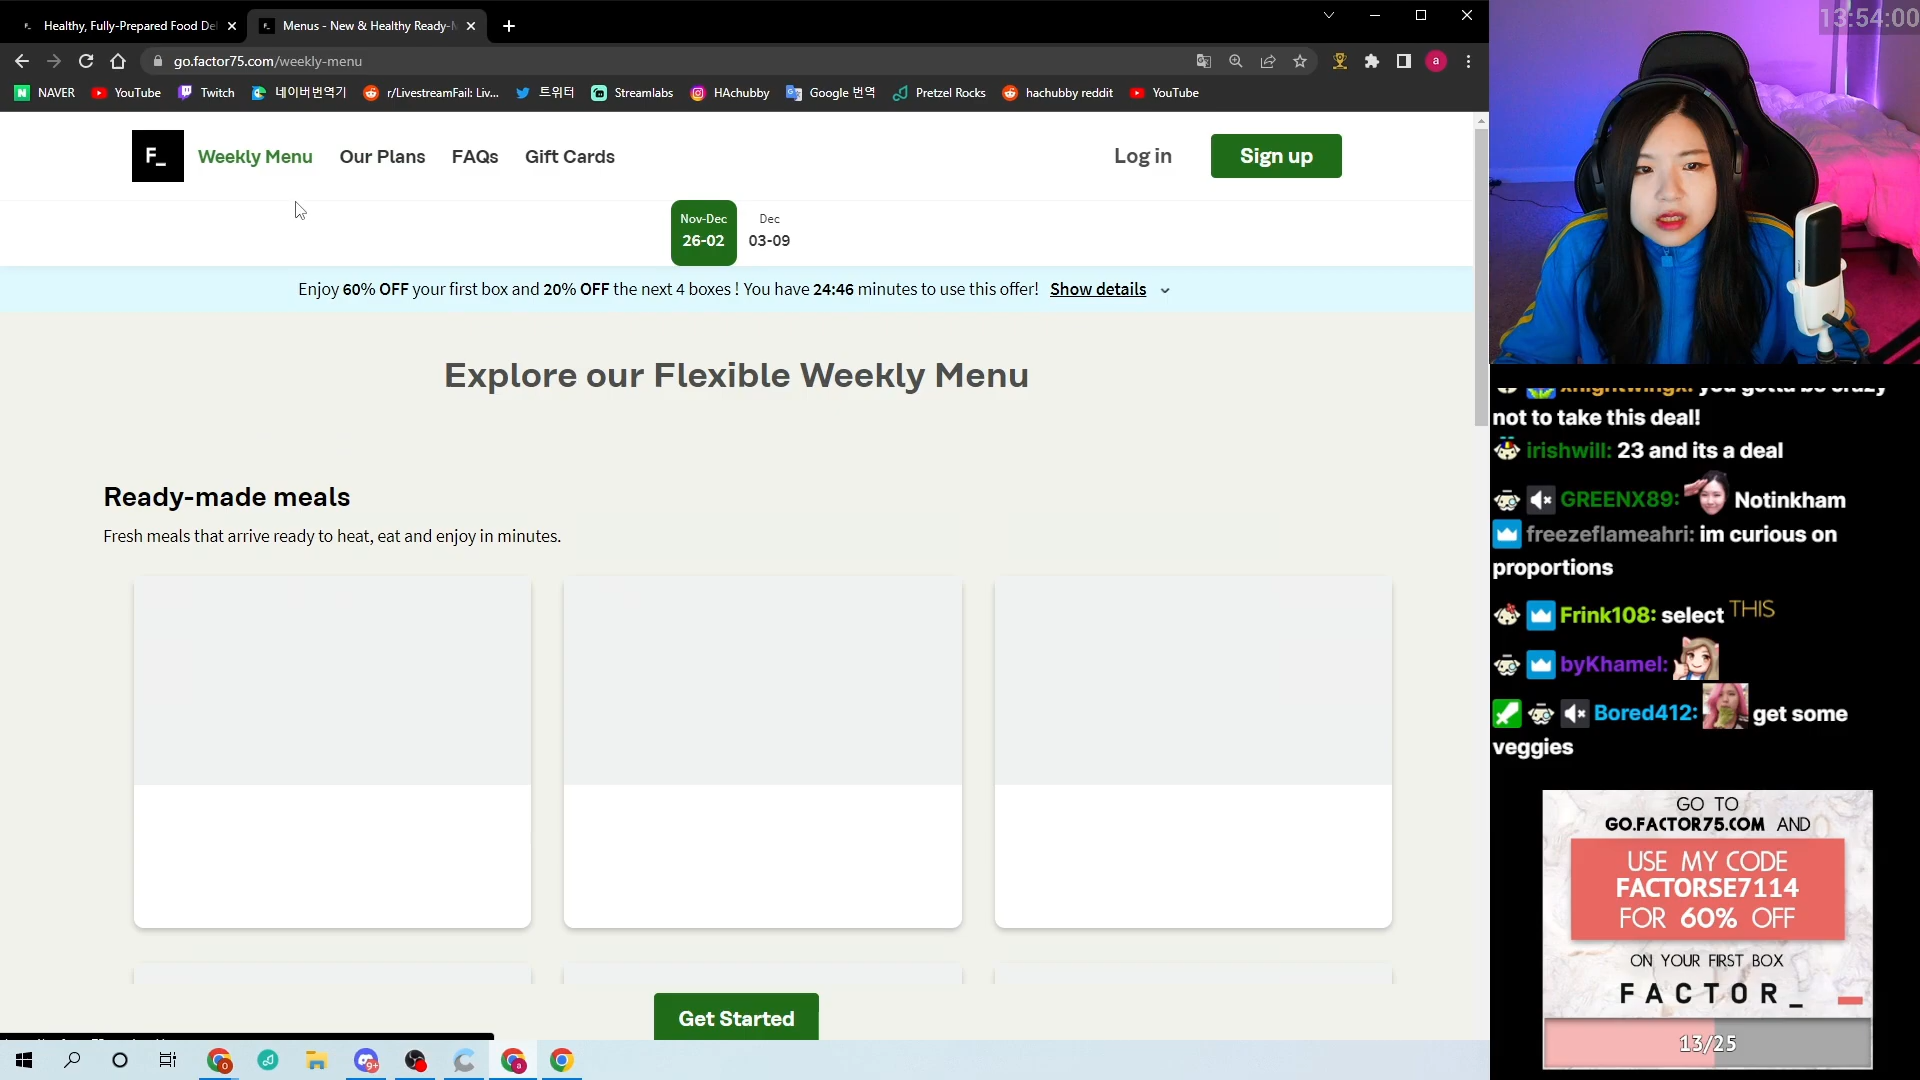 Healthy, Fully-Prepared Food Del
Menus - New & Healthy Ready-M
13:54:00
go.factor75.com/weekly-menu
a
NAVER
YouTube
Twitch
네이버번역기
r/LivestreamFail: Liv...
트위터
Streamlabs
HAchubby
Google 번역
Pretzel Rocks
hachubby reddit
YouTube
F_
Weekly Menu
Our Plans
FAQs
Gift Cards
Log in
Sign up
Nov-Dec
26-02
Dec
03-09
Enjoy 60% OFF your first box and 20% OFF the next 4 boxes ! You have 24:46 minutes to use this offer! Show details
Explore our Flexible Weekly Menu
Ready-made meals
Fresh meals that arrive ready to heat, eat and enjoy in minutes.
Get Started
xnightwingx: you gotta be crazy
not to take this deal!
irishwill: 23 and its a deal
GREENX89: Notinkham
freezeflameahri: im curious on
proportions
Frink108: select THIS
byKhamel:
Bored412: get some
veggies
GO TO
GO.FACTOR75.COM AND
USE MY CODE
FACTORSE7114
FOR 60% OFF
ON YOUR FIRST BOX
FACTOR_
13/25